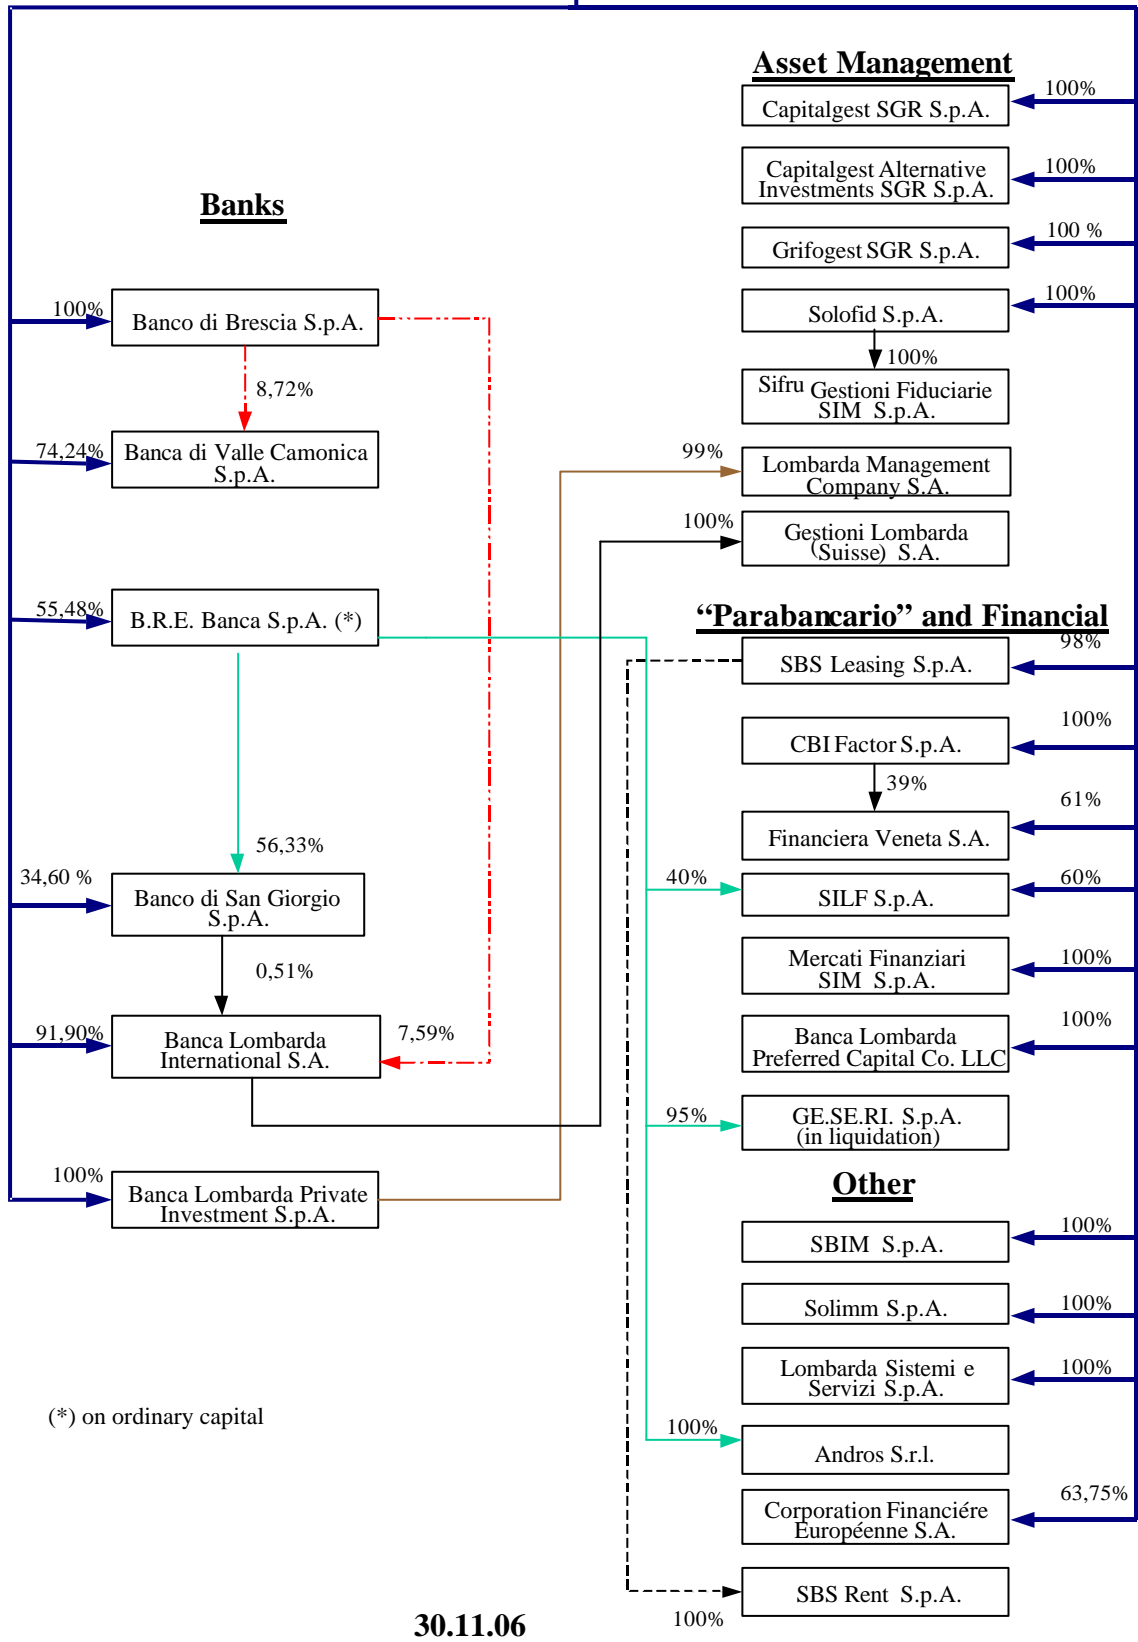 Banks
100%
Banco di Brescia S.p.A.
8,72%
74,24%
Banca di Valle Camonica
S.p.A.
55,48%
B.R.E. Banca S.p.A. (*)
56,33%
34,60 %
Banco di San Giorgio
S.p.A.
0,51%
91,90%
Banca Lombarda
International S.A.
7,59%
100%
Banca Lombarda Private
Investment S.p.A.
(*) on ordinary capital
Asset Management
Capitalgest SGR S.p.A.
100%
Capitalgest Alternative
Investments SGR S.p.A.
100%
Grifogest SGR S.p.A.
100 %
Solofid S.p.A.
100%
100%
Sifru Gestioni Fiduciarie
SIM S.p.A.
99%
Lombarda Management
Company S.A.
100%
Gestioni Lombarda
(Suisse) S.A.
“Parabancario” and Financial
SBS Leasing S.p.A.
98%
CBI Factor S.p.A.
100%
39%
Financiera Veneta S.A.
61%
40%
SILF S.p.A.
60%
Mercati Finanziari
SIM S.p.A.
100%
Banca Lombarda
Preferred Capital Co. LLC
100%
95%
GE.SE.RI. S.p.A.
(in liquidation)
Other
SBIM S.p.A.
100%
Solimm S.p.A.
100%
Lombarda Sistemi e
Servizi S.p.A.
100%
100%
Andros S.r.l.
Corporation Financiére
Européenne S.A.
63,75%
SBS Rent S.p.A.
100%
30.11.06